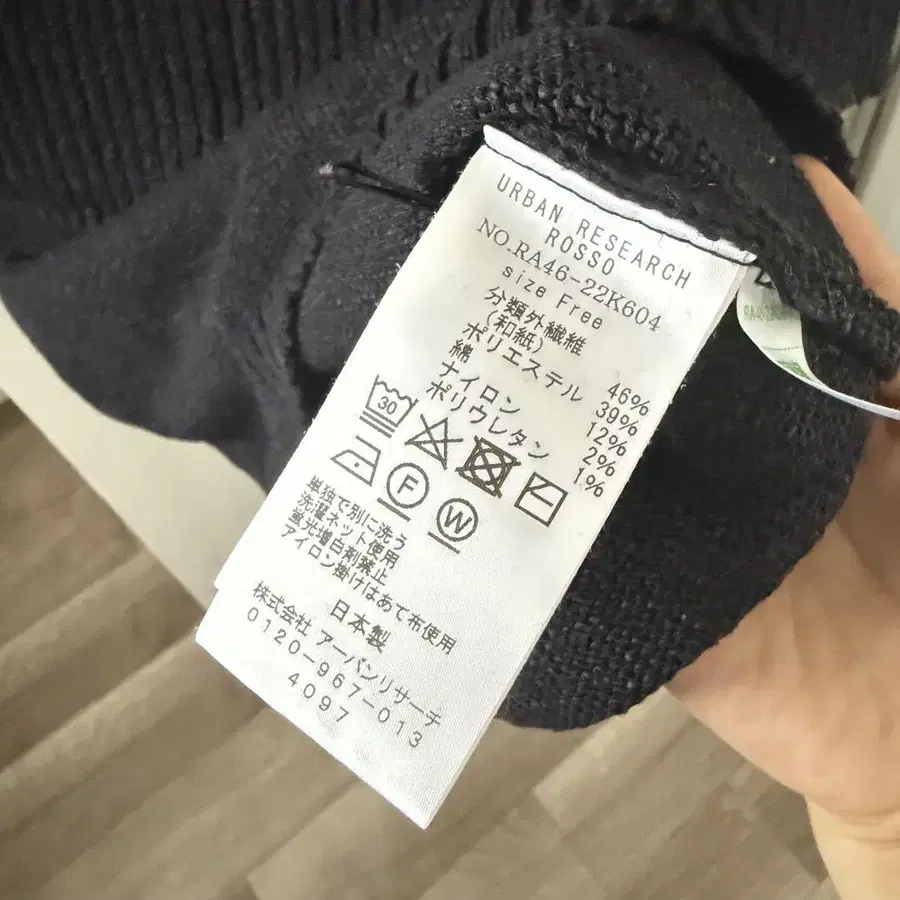 URBAN RESEARCH
ROSSO
NO.RA46-22K604
size Free
分類外繊維
(和紙) 46%
ポリエステル 39%
綿 12%
ナイロン 2%
ポリウレタン 1%
30
F
W
単独で別に洗う
洗濯ネット使用
蛍光増白剤禁止
アイロン掛けはあて布使用
日本製
株式会社 アーバンリサーチ
0120-967-013
4097